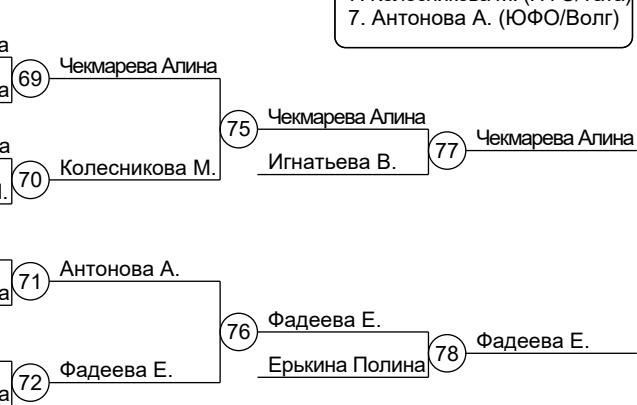 7. Антонова А. (ЮФО/Волг)
69
Чекмарева Алина
75
Чекмарева Алина
77
Чекмарева Алина
Игнатьева В.
70
Колесникова М.
71
Антонова А.
76
Фадеева Е.
78
Фадеева Е.
Ерькина Полина
72
Фадеева Е.